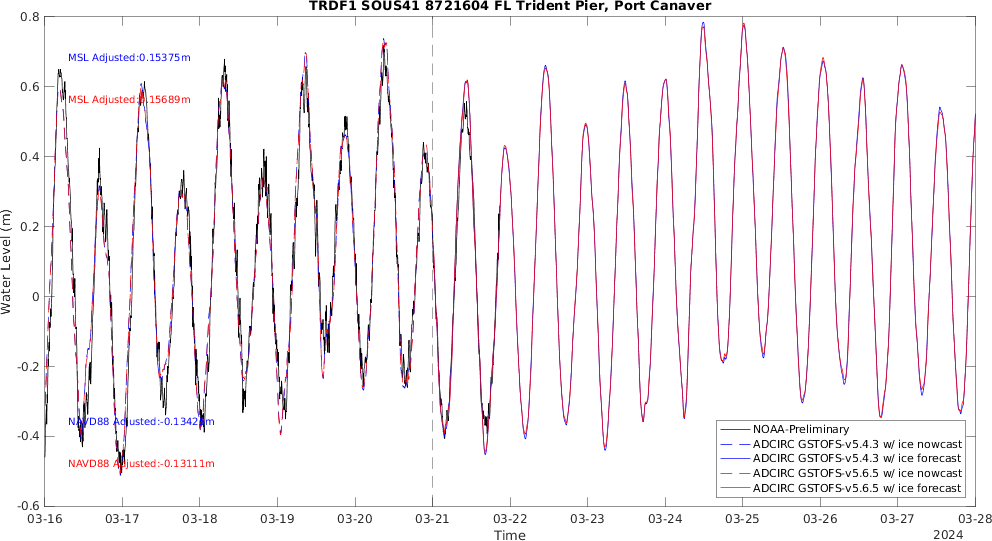 TRDF1 SOUS41 8721604 FL Trident Pier, Port Canaver
0.8
0.6
0.4
0.2
0
-0.2
-0.4
-0.6
Water Level (m)
MSL Adjusted:0.15375m
MSL Adjusted:0.15689m
NAVD88 Adjusted:-0.1342 m
NAVD88 Adjusted:-0.13111m
NOAA-Preliminary
ADCIRC GSTOFS-v5.4.3 w/ ice nowcast
ADCIRC GSTOFS-v5.4.3 w/ ice forecast
ADCIRC GSTOFS-v5.6.5 w/ ice nowcast
ADCIRC GSTOFS-v5.6.5 w/ ice forecast
03-16 03-17 03-18 03-19 03-20 03-21 03-22 03-23 03-24 03-25 03-26 03-27 03-28
Time
2024